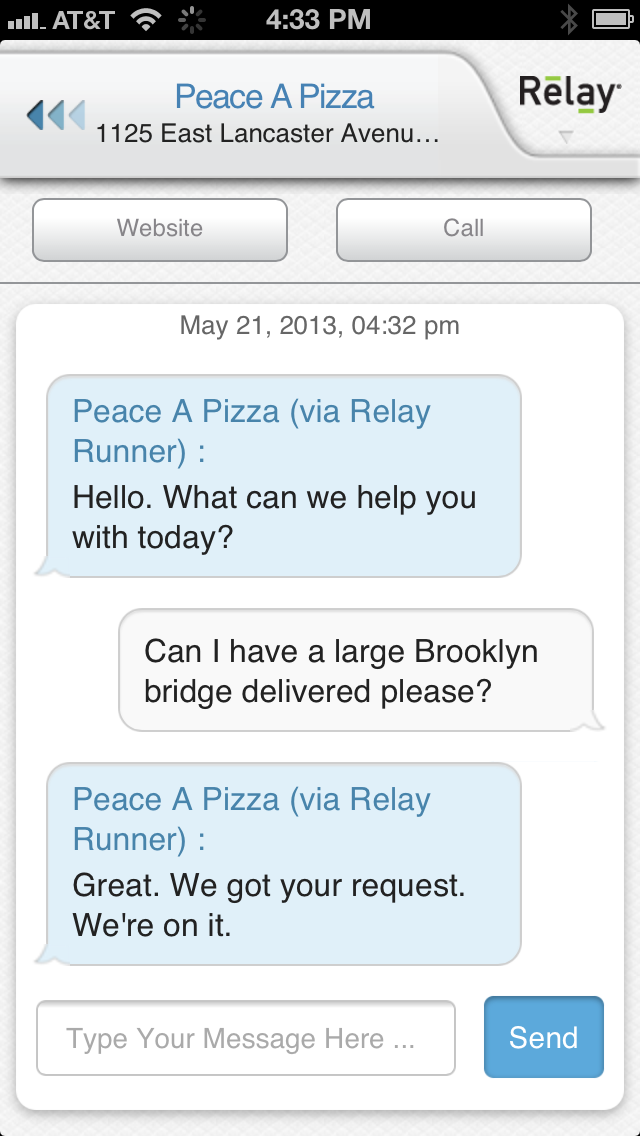 AT&T 4:33 PM
Peace A Pizza
1125 East Lancaster Avenu...
Rēlay
Website
Call
May 21, 2013, 04:32 pm
Peace A Pizza (via Relay
Runner) :
Hello. What can we help you
with today?
Can I have a large Brooklyn
bridge delivered please?
Peace A Pizza (via Relay
Runner) :
Great. We got your request.
We're on it.
Type Your Message Here ...
Send